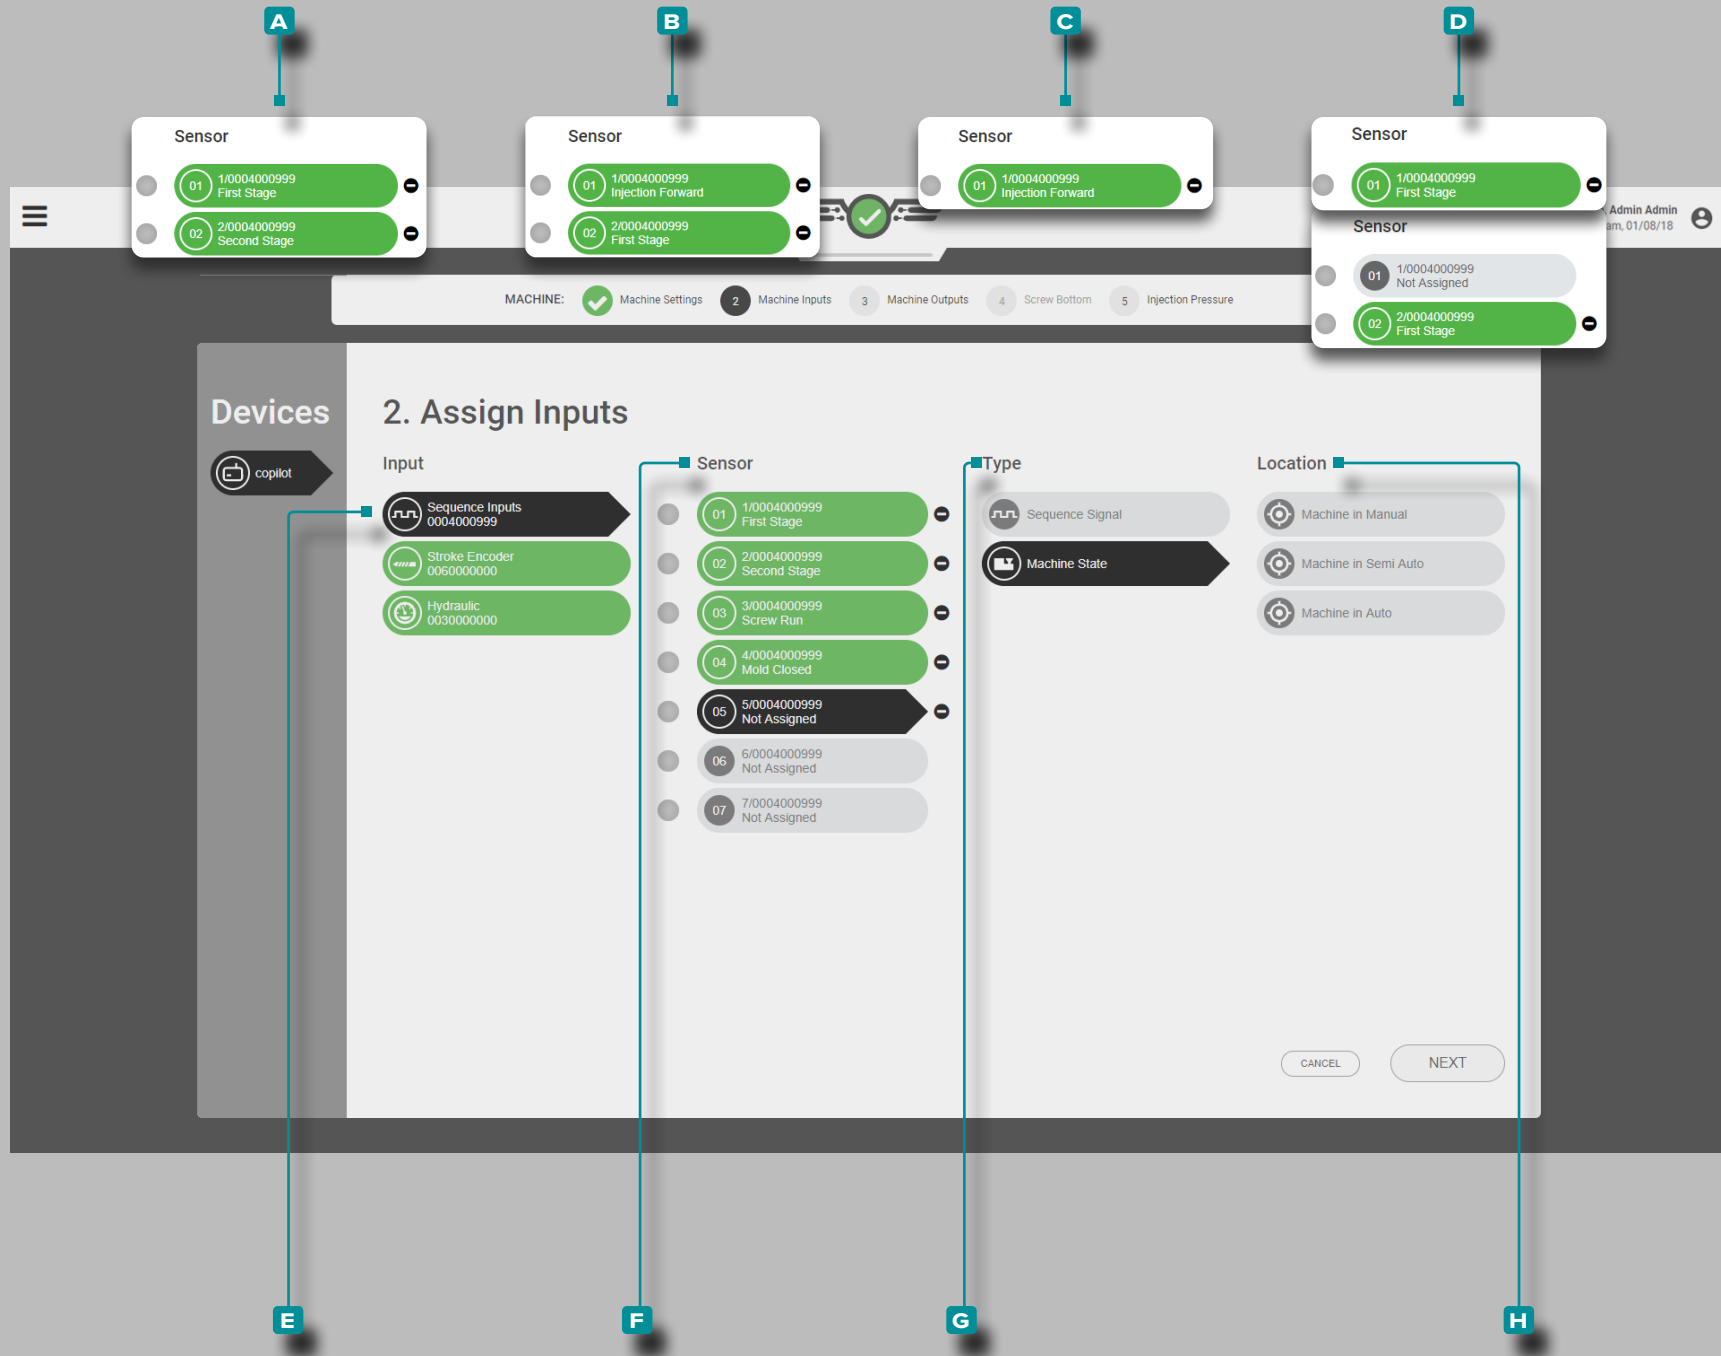 A
B
C
D
Sensor
01
1/0004000999
First Stage
02
2/0004000999
Second Stage
Sensor
01
1/0004000999
Injection Forward
02
2/0004000999
First Stage
Sensor
01
1/0004000999
Injection Forward
Sensor
01
1/0004000999
First Stage
Sensor
01
1/0004000999
Not Assigned
02
2/0004000999
First Stage
Admin Admin
am, 01/08/18
MACHINE:
Machine Settings
2 Machine Inputs
3 Machine Outputs
4 Screw Bottom
5 Injection Pressure
Devices
copilot
2. Assign Inputs
Input
Sequence Inputs
0004000999
Stroke Encoder
0060000000
Hydraulic
0030000000
Sensor
01
1/0004000999
First Stage
02
2/0004000999
Second Stage
03
3/0004000999
Screw Run
04
4/0004000999
Mold Closed
05
5/0004000999
Not Assigned
06
6/0004000999
Not Assigned
07
7/0004000999
Not Assigned
Type
Sequence Signal
Machine State
Location
Machine in Manual
Machine in Semi Auto
Machine in Auto
CANCEL
NEXT
E
F
G
H